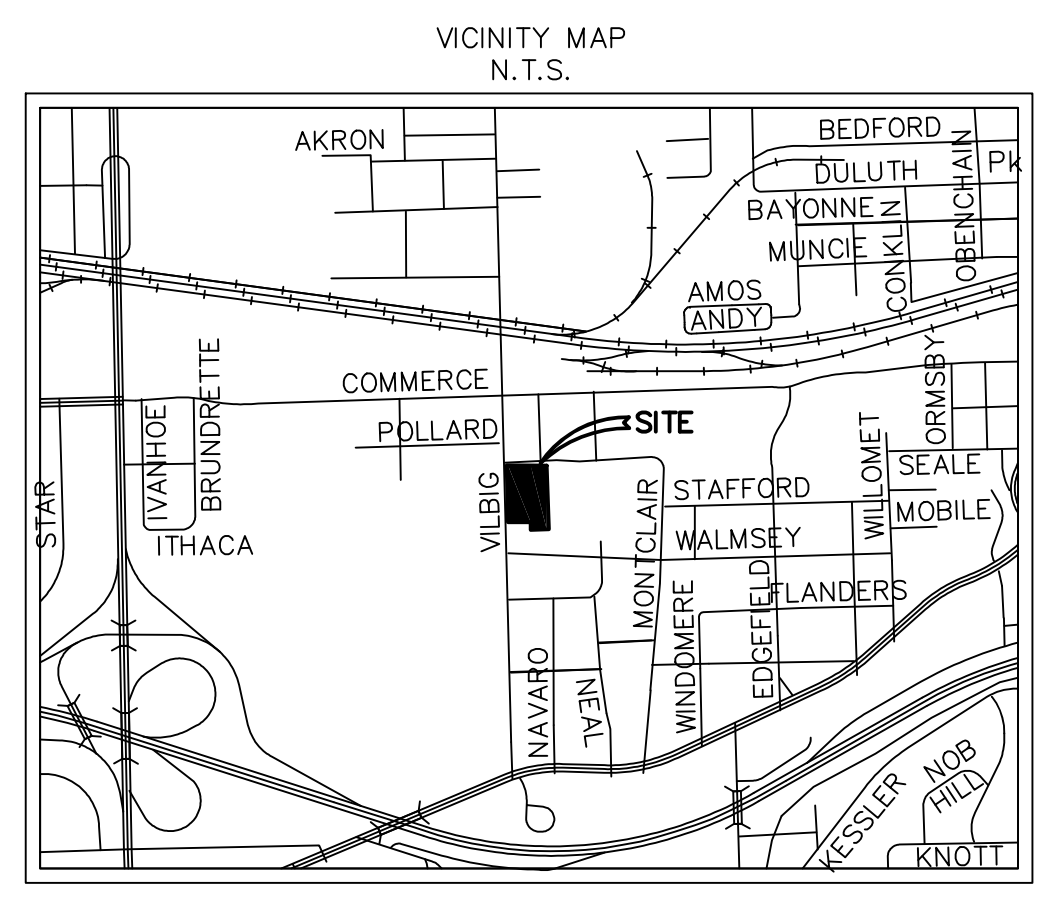 VICINITY MAP
N.T.S.
AKRON
BEDFORD
DULUTH
PK
BAYONNE
MUNCIE
CONKLIN
OBENCHAIN
AMOS
ANDY
COMMERCE
POLLARD
SITE
IVANHOE
BRUNDRETTE
STAR
ITHACA
VILBIG
MONTCLAIR
STAFFORD
WALMSEY
WILLOMET
ORMSBY
SEALE
MOBILE
FLANDERS
WINDOMERE
EDGEFIELD
NAVARO
NEAL
KESSLER
NOB
HILL
KNOTT